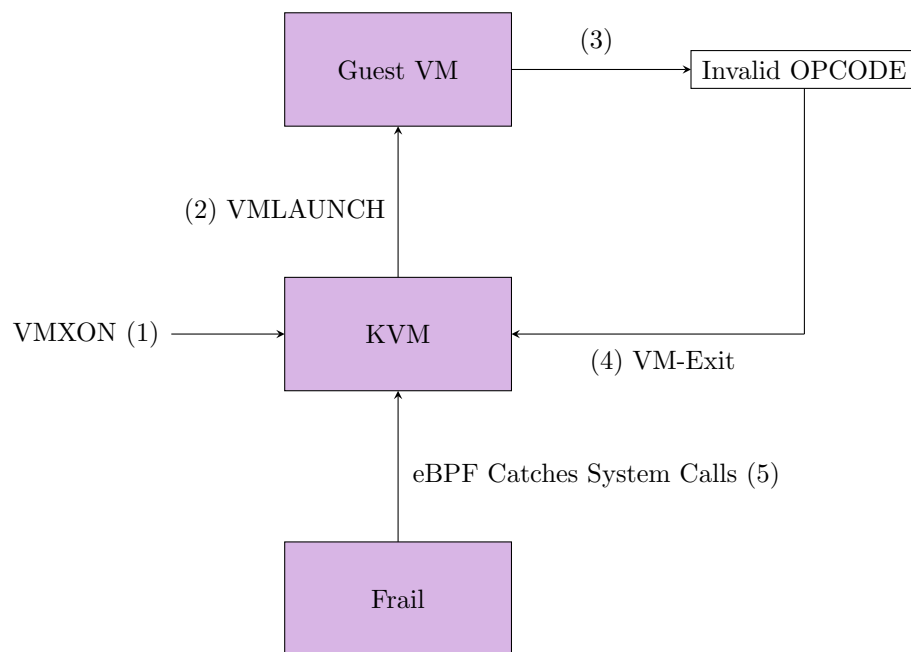 Guest VM
(3)
Invalid OPCODE
(2) VMLAUNCH
VMXON (1)
KVM
(4) VM-Exit
eBPF Catches System Calls (5)
Frail